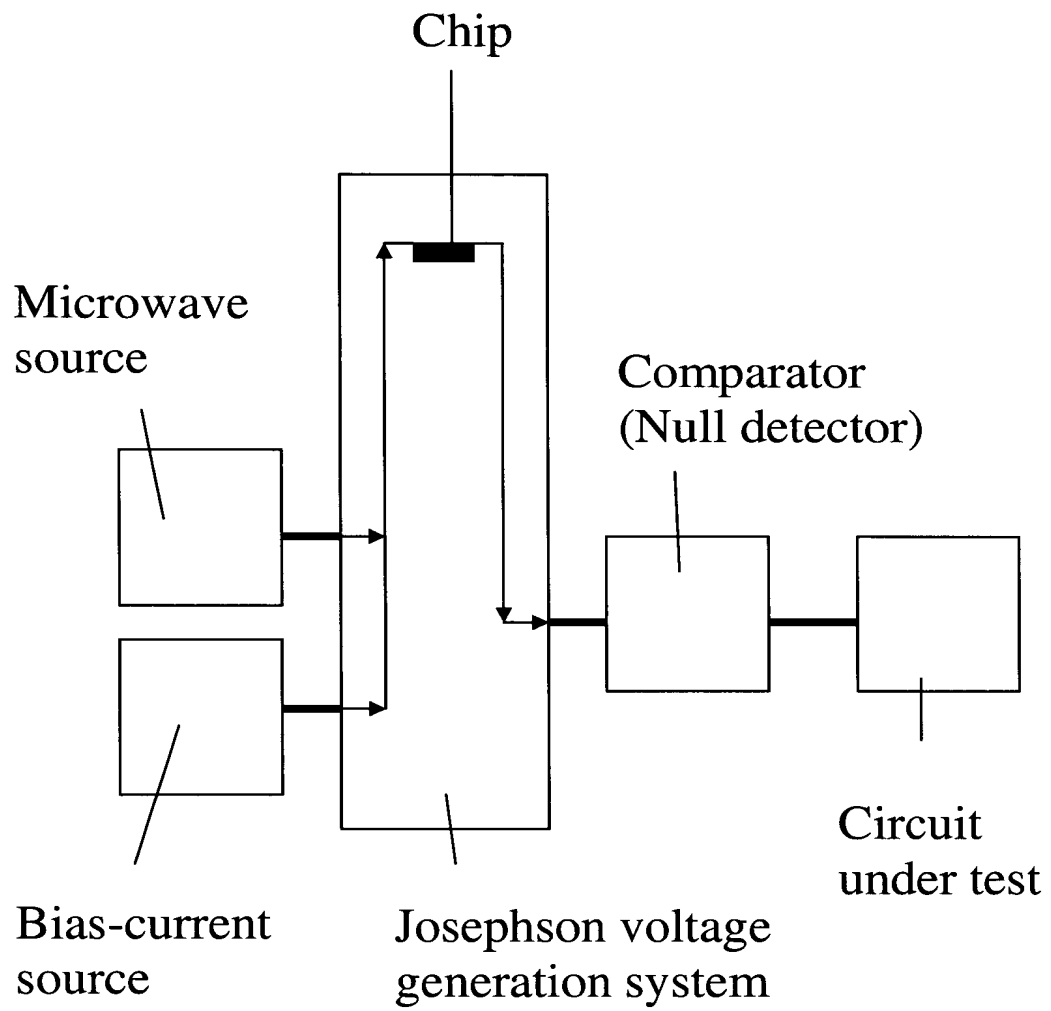 Chip
Microwave
source
Comparator
(Null detector)
Circuit
under test
Bias-current
source
Josephson voltage
generation system